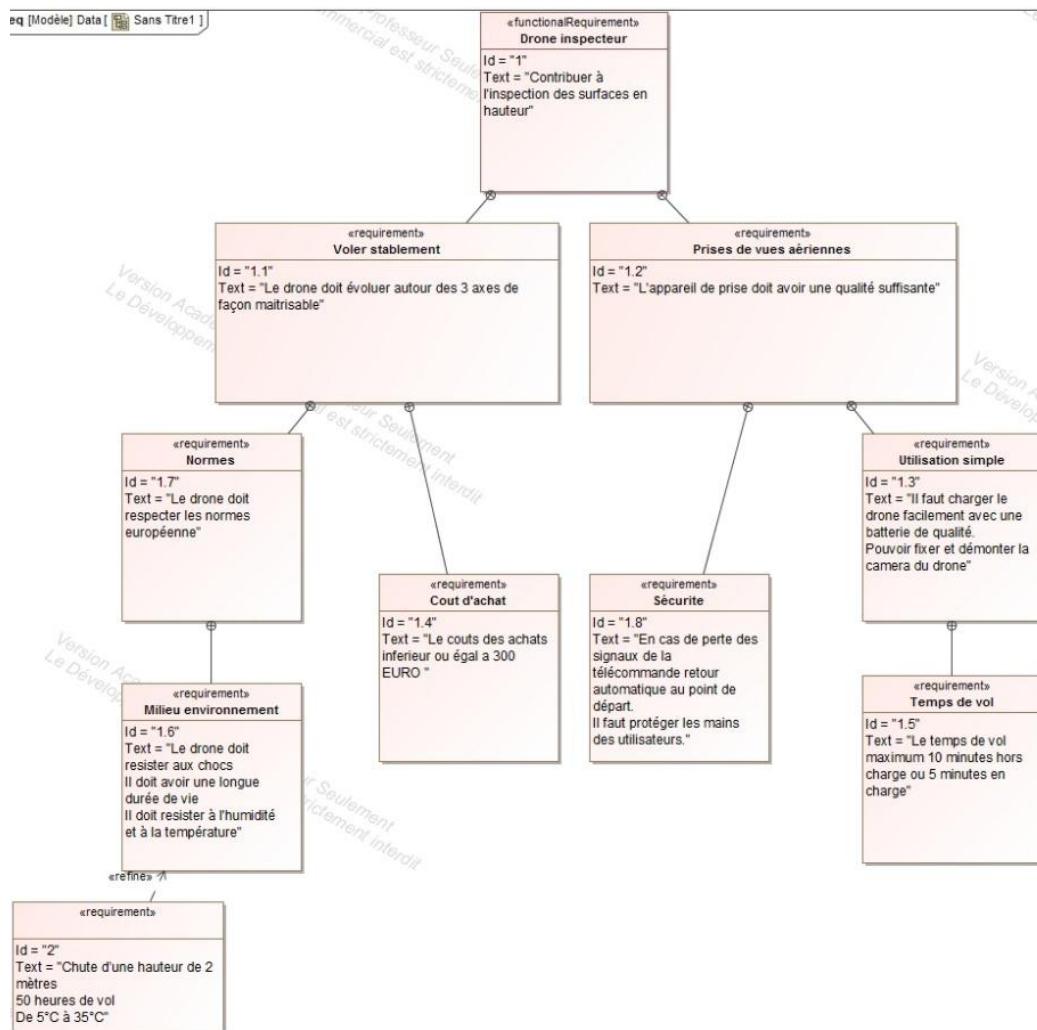 eq [Modèle] Data [ Sans Titre1 ]
«functionalRequirement»
Drone inspecteur
Id = "1"
Text = "Contribuer à
l'inspection des surfaces en
hauteur"
«requirement»
Voler stablement
Id = "1.1"
Text = "Le drone doit évoluer autour des 3 axes de
façon maitrisable"
«requirement»
Prises de vues aériennes
Id = "1.2"
Text = "L'appareil de prise doit avoir une qualité suffisante"
«requirement»
Normes
Id = "1.7"
Text = "Le drone doit
respecter les normes
européenne"
«requirement»
Utilisation simple
Id = "1.3"
Text = "Il faut charger le
drone facilement avec une
batterie de qualité.
Pouvoir fixer et démonter la
camera du drone"
«requirement»
Cout d'achat
Id = "1.4"
Text = "Le couts des achats
inferieur ou égal a 300
EURO "
«requirement»
Sécurite
Id = "1.8"
Text = "En cas de perte des
signaux de la
télécommande retour
automatique au point de
départ.
Il faut protéger les mains
des utilisateurs."
«requirement»
Milieu environnement
Id = "1.6"
Text = "Le drone doit
resister aux chocs
Il doit avoir une longue
durée de vie
Il doit resister à l'humidité
et à la température"
«requirement»
Temps de vol
Id = "1.5"
Text = "Le temps de vol
maximum 10 minutes hors
charge ou 5 minutes en
charge"
«refine»
«requirement»
Id = "2"
Text = "Chute d'une hauteur de 2
mètres
50 heures de vol
De 5°C à 35°C"